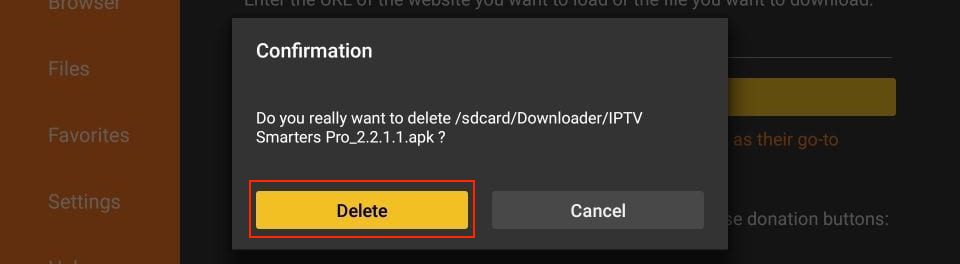 Browser
Enter the URL of the website you want to load or the file you want to download.
Confirmation
Files
Do you really want to delete /sdcard/Downloader/IPTV
Smarters Pro_2.2.1.1.apk ?
Favorites
as their go-to
Settings
Delete
Cancel
se donation buttons: